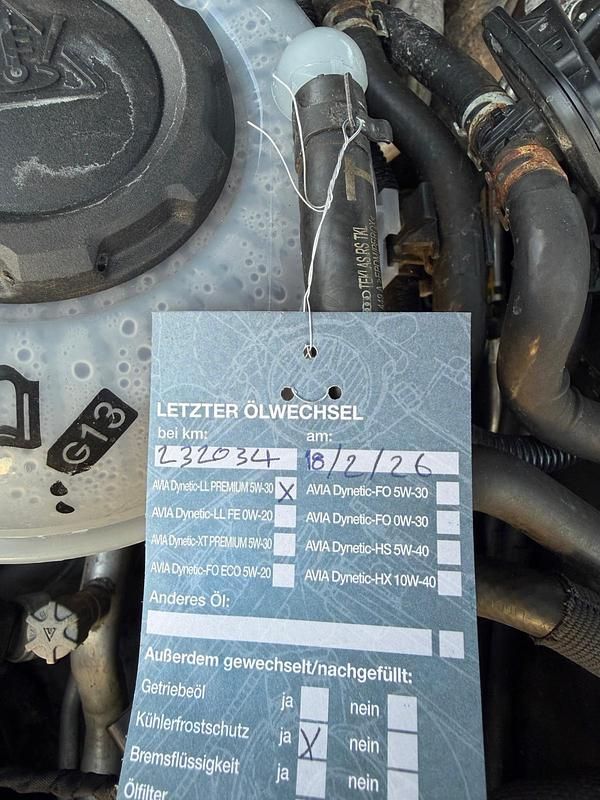 TEKLAS RS TKL
G13
LETZTER ÖLWECHSEL
bei km: am:
232034 18/2/26
AVIA Dynetic-LL PREMIUM 5W-30 X AVIA Dynetic-FO 5W-30
AVIA Dynetic-LL FE 0W-20 AVIA Dynetic-FO 0W-30
AVIA Dynetic-XT PREMIUM 5W-30 AVIA Dynetic-HS 5W-40
AVIA Dynetic-FO ECO 5W-20 AVIA Dynetic-HX 10W-40
Anderes Öl:
Außerdem gewechselt/nachgefüllt:
Getriebeöl ja nein
Kühlerfrostschutz ja X nein
Bremsflüssigkeit ja nein
Ölfilter